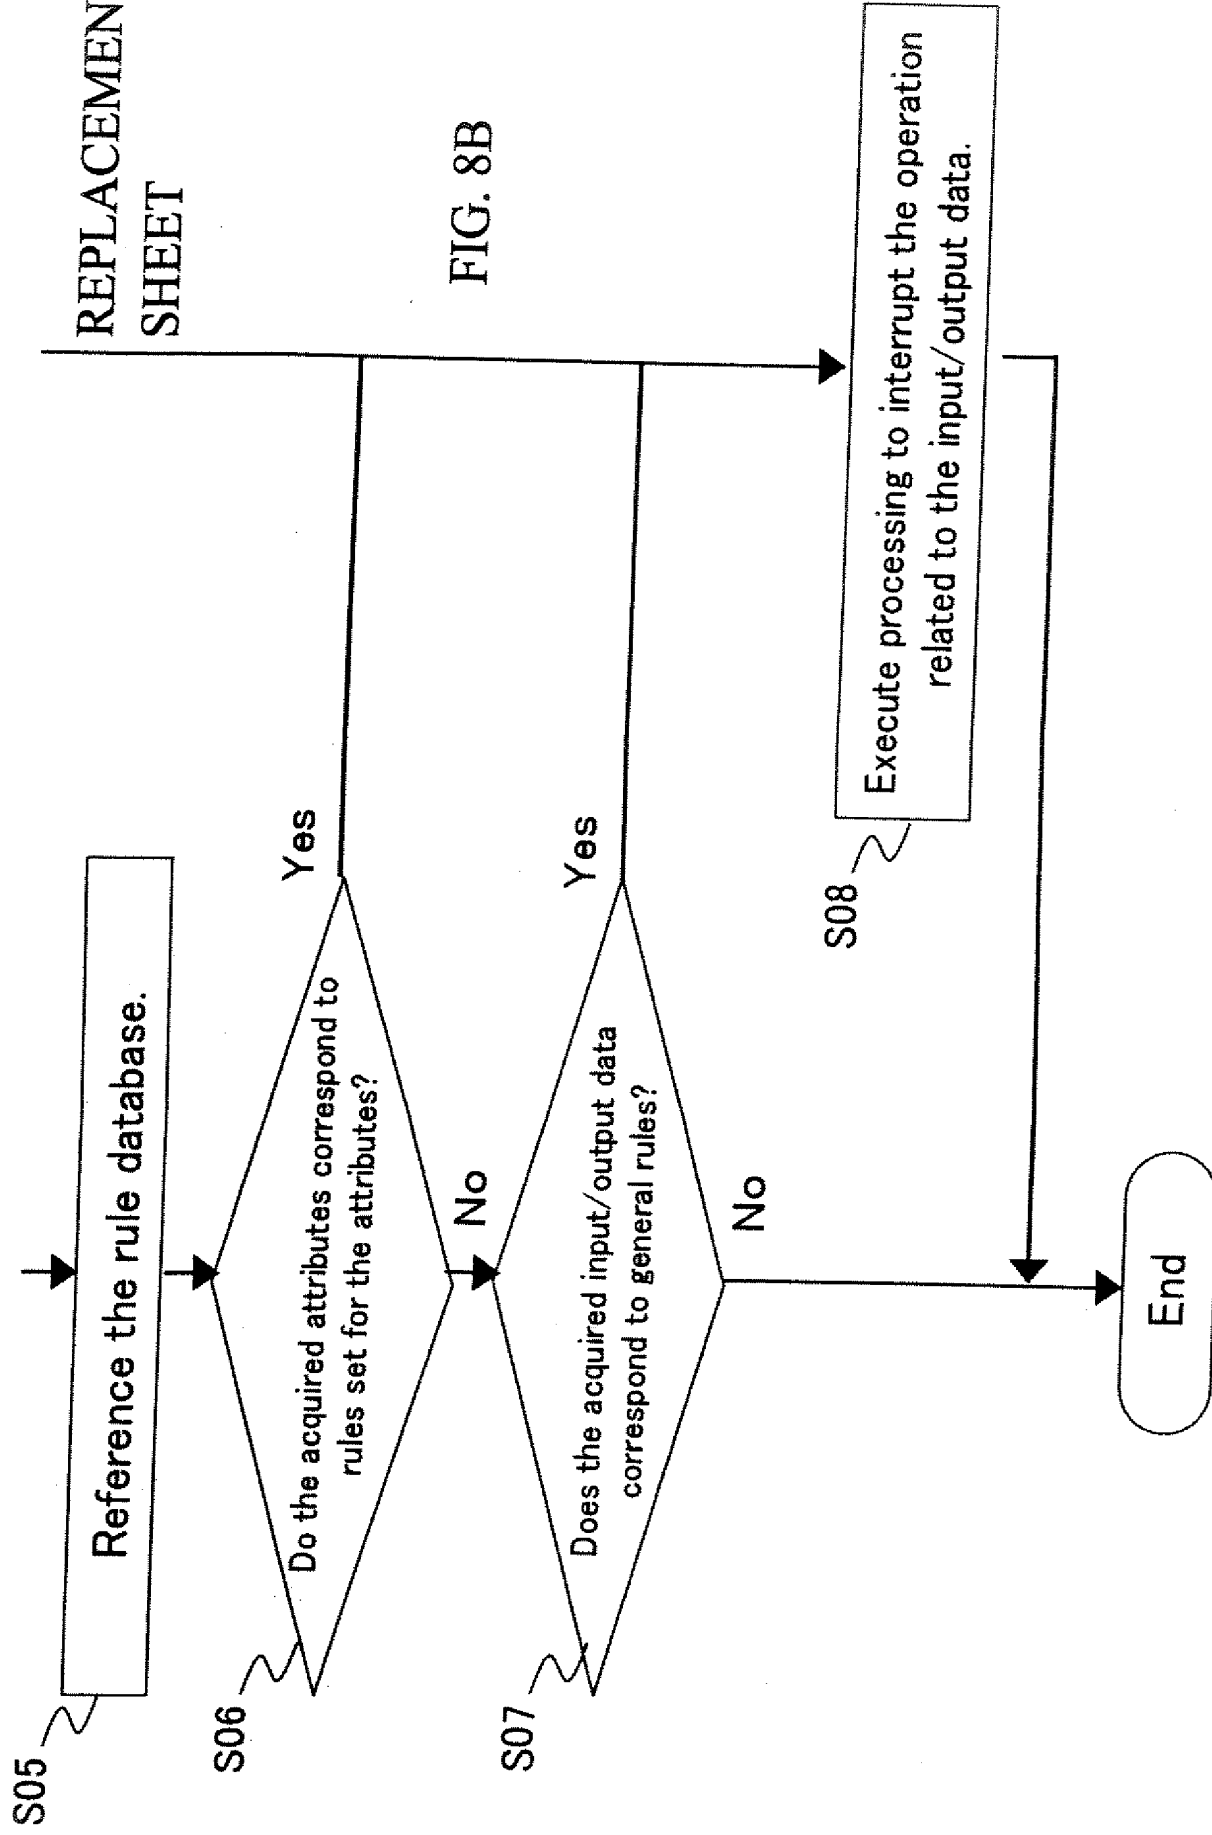 REPLACEMEN
SHEET
FIG. 8B
S05
Reference the rule database.
S06
Do the acquired attributes correspond to
rules set for the attributes?
Yes
No
S07
Does the acquired input/output data
correspond to general rules?
Yes
No
S08
Execute processing to interrupt the operation
related to the input/output data.
End